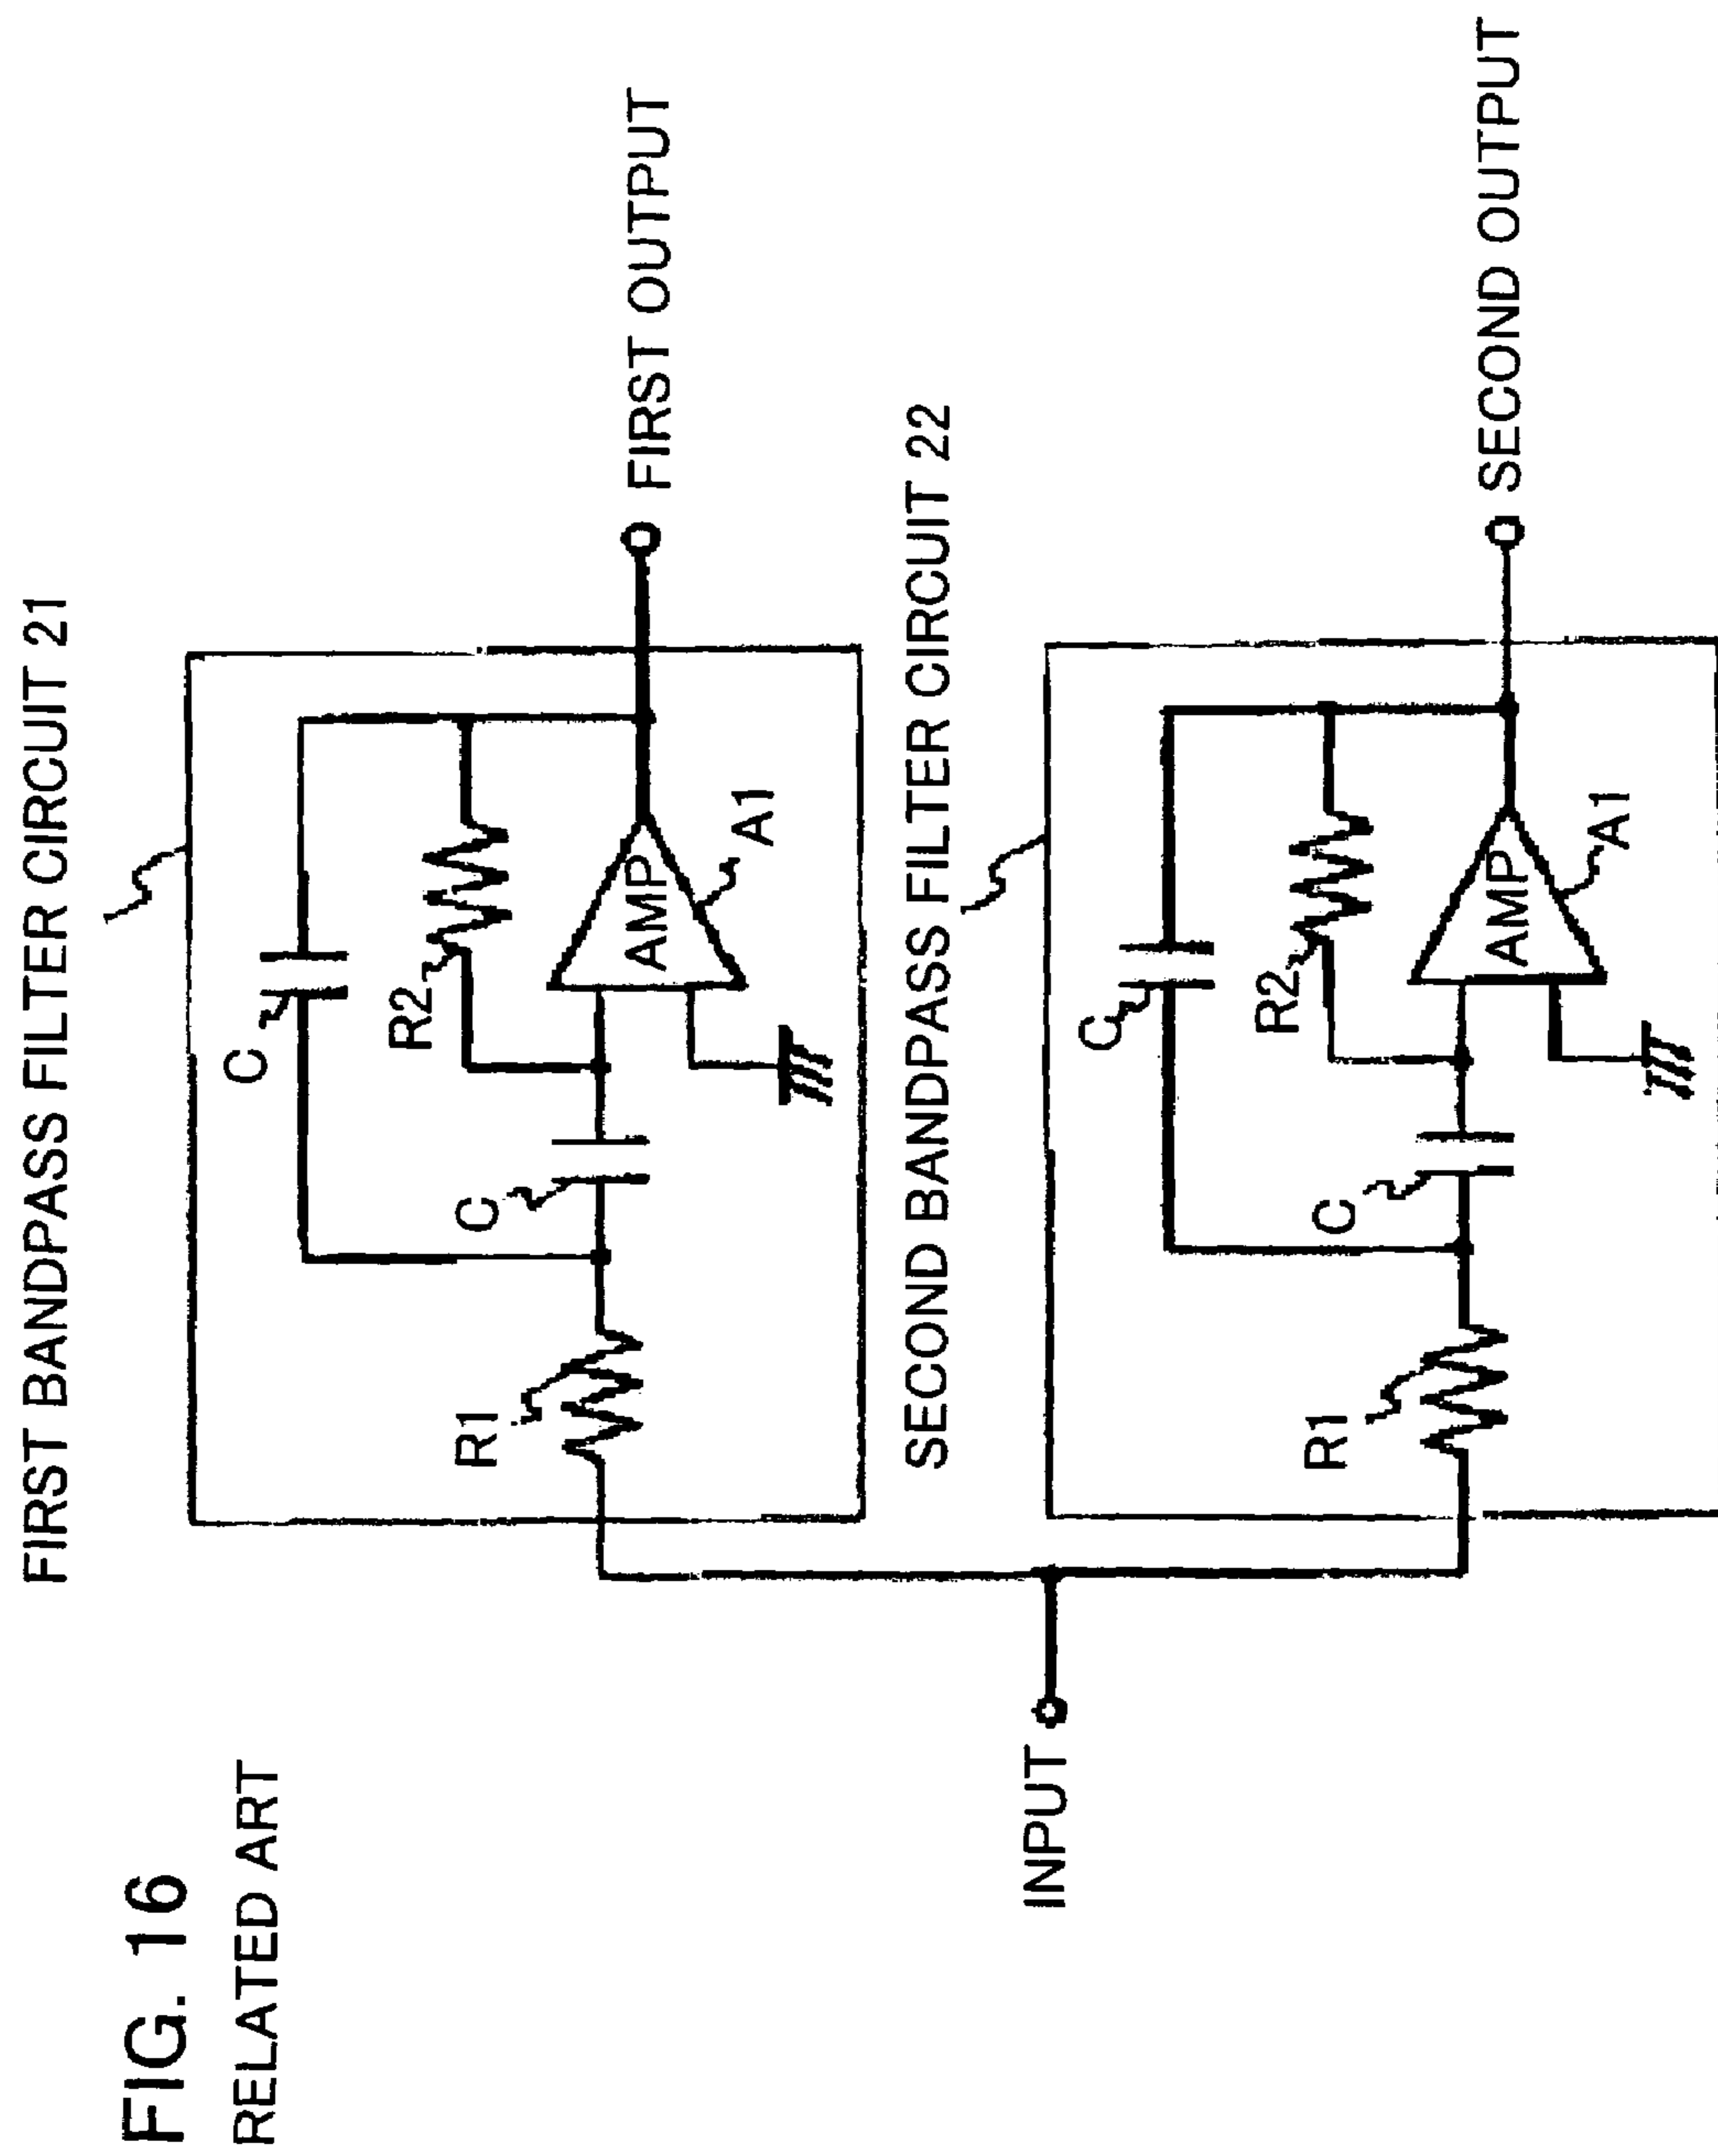 FIG. 16
RELATED ART
FIRST BANDPASS FILTER CIRCUIT 21
C
R2
C
R1
AMP
A1
FIRST OUTPUT
INPUT
SECOND BANDPASS FILTER CIRCUIT 22
C
R2
C
R1
AMP
A1
SECOND OUTPUT